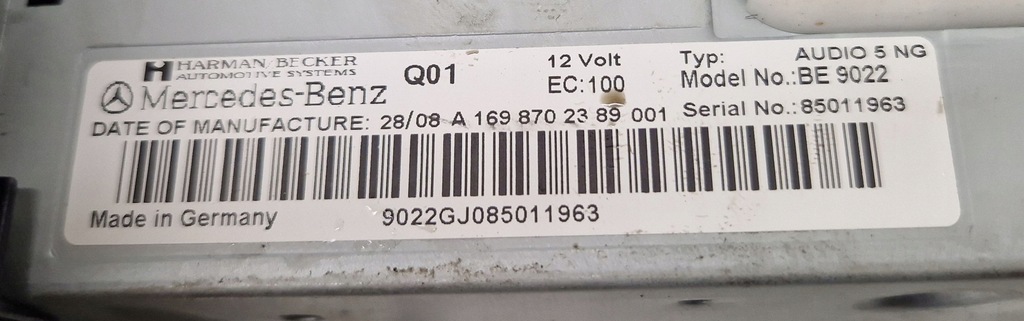 HARMAN/BECKER
AUTOMOTIVE SYSTEMS
Mercedes-Benz
Q01
12 Volt
EC:100
Typ: AUDIO 5 NG
Model No.:BE 9022
DATE OF MANUFACTURE: 28/08 A 169 870 23 89 001 Serial No.:85011963
Made in Germany 9022GJ085011963